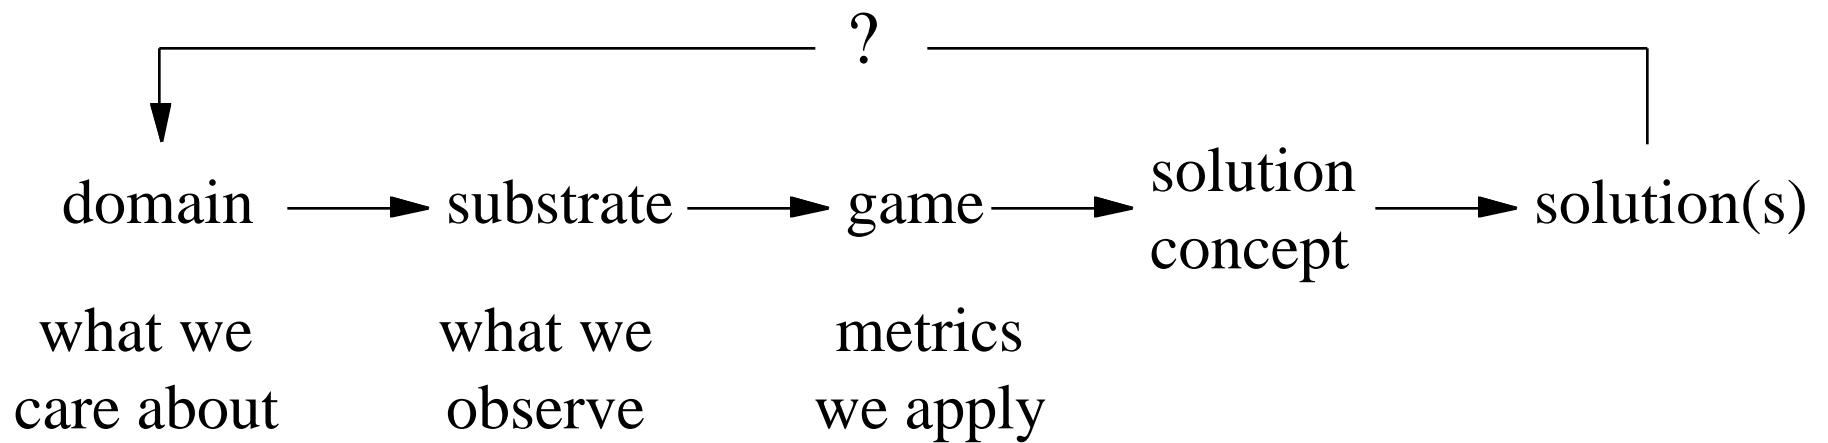 ?
domain
substrate
game
solution
concept
solution(s)
what we
care about
what we
observe
metrics
we apply